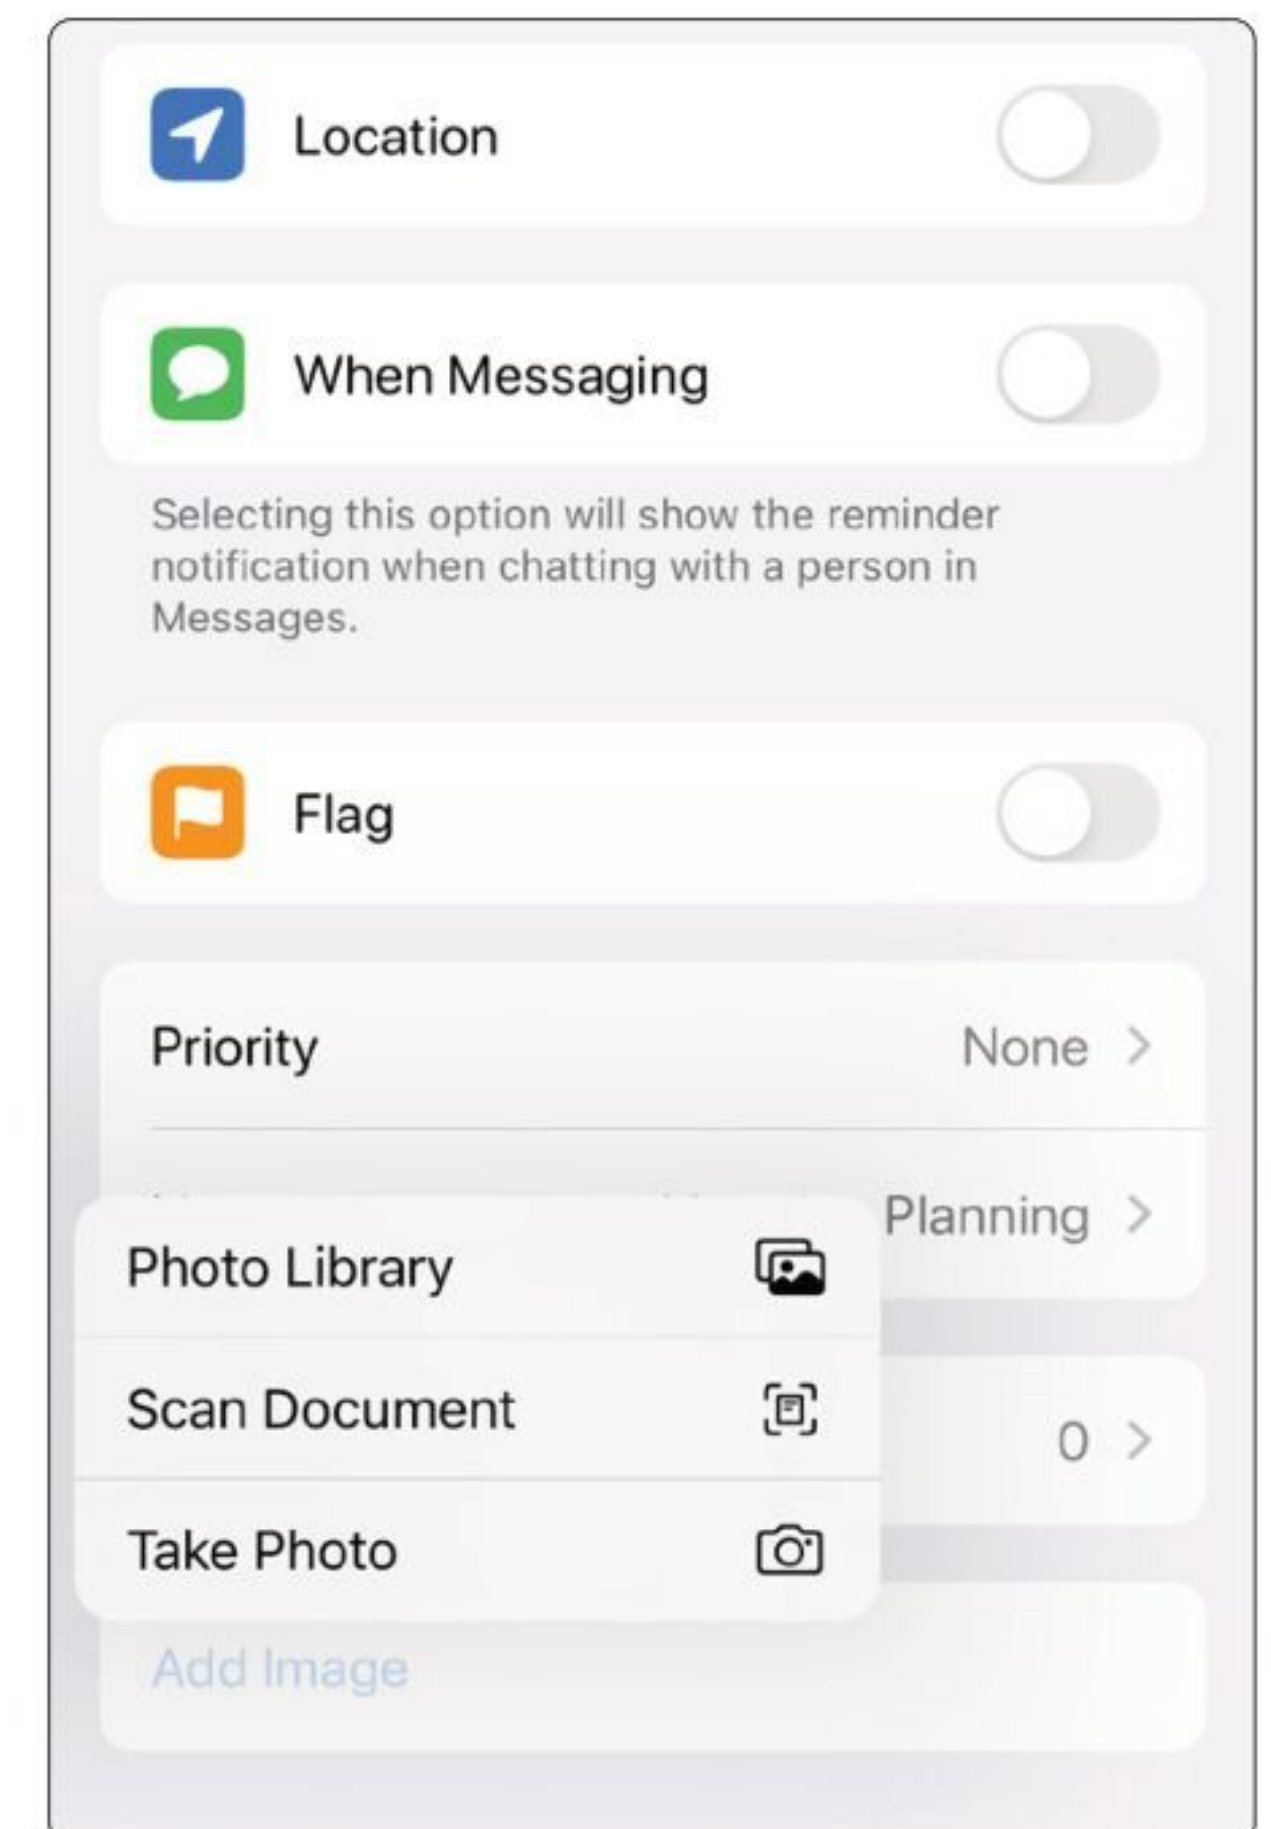 Location
When Messaging
Selecting this option will show the reminder
notification when chatting with a person in
Messages.
Flag
Priority None
Planning
Photo Library
Scan Document
0
Take Photo
Add Image